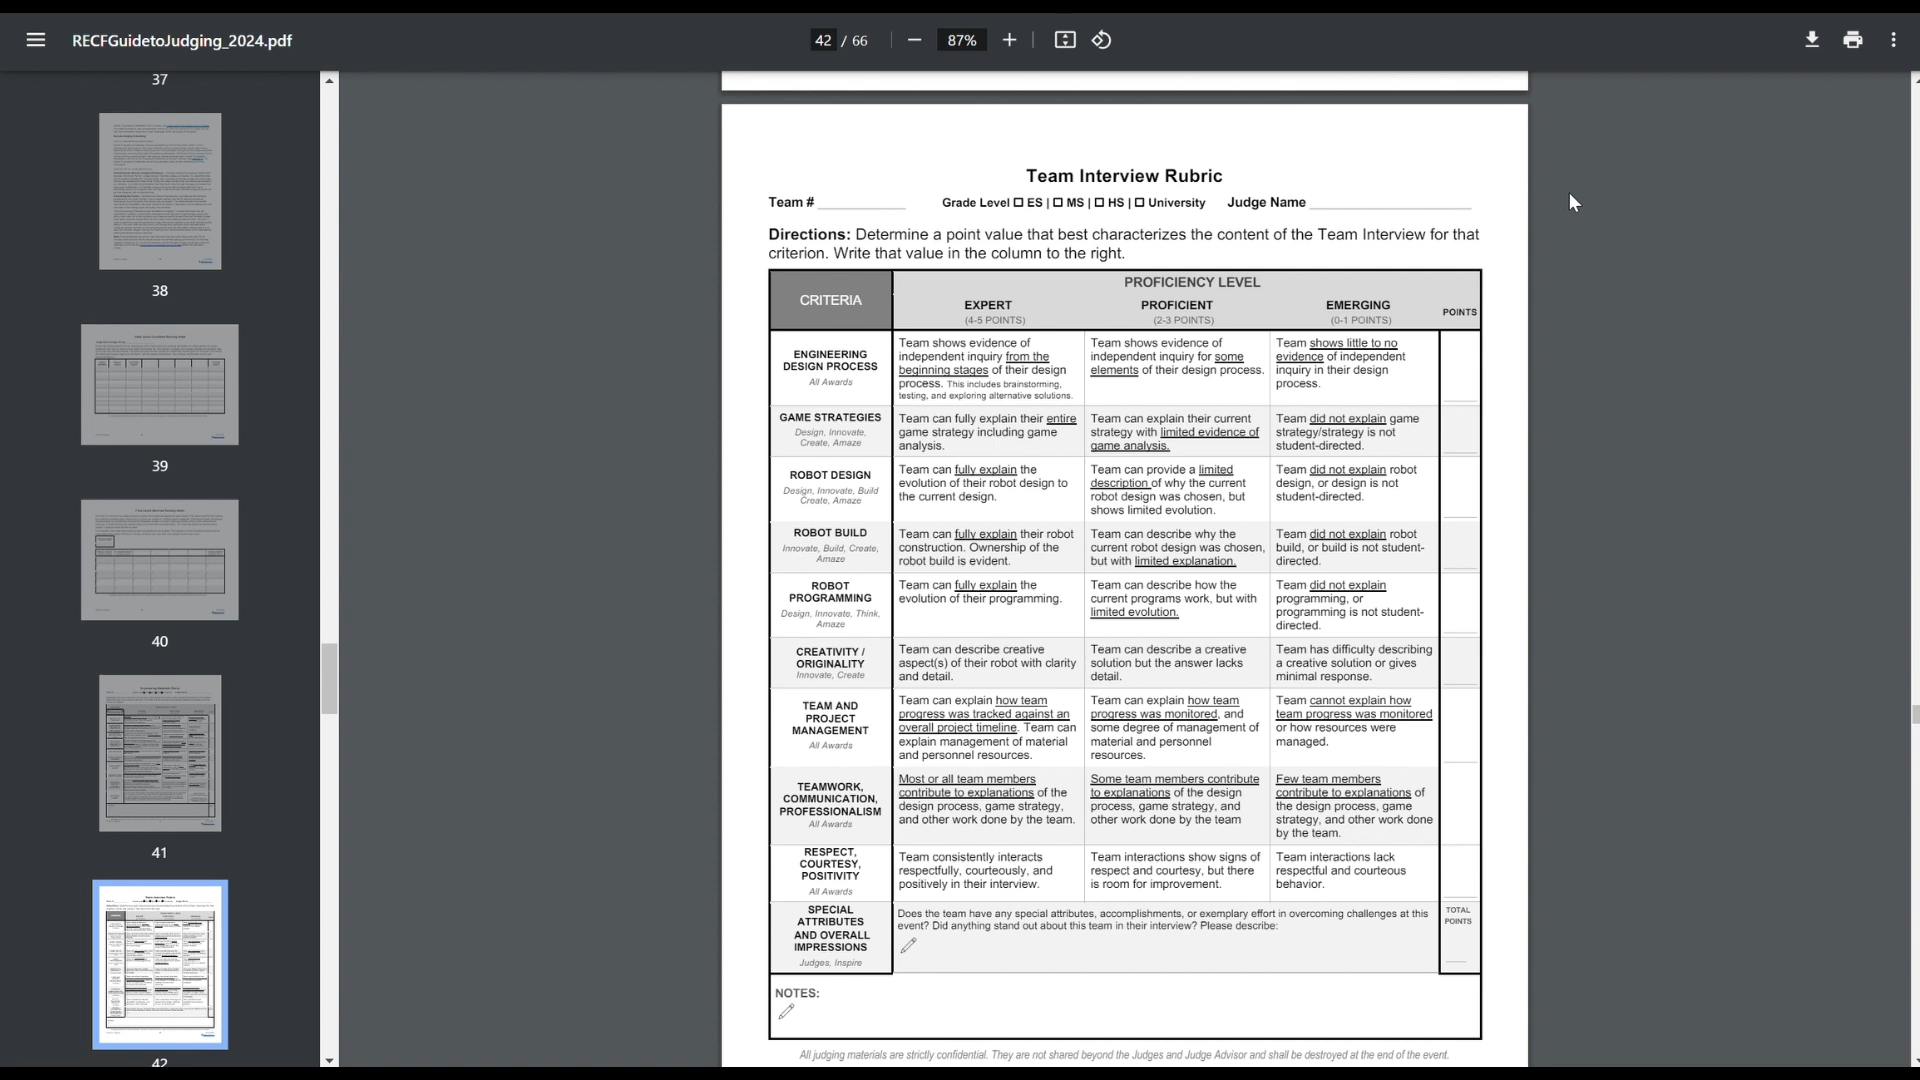 RECFGuidetoJudging_2024.pdf
42 / 66
87%
37
38
39
40
41
42
Team Interview Rubric
Team # Grade Level ☐ ES | ☐ MS | ☐ HS | ☐ University Judge Name
Directions: Determine a point value that best characterizes the content of the Team Interview for that
criterion. Write that value in the column to the right.
CRITERIA
PROFICIENCY LEVEL
EXPERT
(4-5 POINTS)
PROFICIENT
(2-3 POINTS)
EMERGING
(0-1 POINTS)
POINTS
ENGINEERING
DESIGN PROCESS
All Awards
Team shows evidence of
independent inquiry from the
beginning stages of their design
process. This includes brainstorming,
testing, and exploring alternative solutions.
Team shows evidence of
independent inquiry for some
elements of their design process.
Team shows little to no
evidence of independent
inquiry in their design
process.
GAME STRATEGIES
Design, Innovate,
Create, Amaze
Team can fully explain their entire
game strategy including game
analysis.
Team can explain their current
strategy with limited evidence of
game analysis.
Team did not explain game
strategy/strategy is not
student-directed.
ROBOT DESIGN
Design, Innovate, Build
Create, Amaze
Team can fully explain the
evolution of their robot design to
the current design.
Team can provide a limited
description of why the current
robot design was chosen, but
shows limited evolution.
Team did not explain robot
design, or design is not
student-directed.
ROBOT BUILD
Innovate, Build, Create,
Amaze
Team can fully explain their robot
construction. Ownership of the
robot build is evident.
Team can describe why the
current robot design was chosen,
but with limited explanation.
Team did not explain robot
build, or build is not student-
directed.
ROBOT
PROGRAMMING
Design, Innovate, Think,
Amaze
Team can fully explain the
evolution of their programming.
Team can describe how the
current programs work, but with
limited evolution.
Team did not explain
programming, or
programming is not student-
directed.
CREATIVITY /
ORIGINALITY
Innovate, Create
Team can describe creative
aspect(s) of their robot with clarity
and detail.
Team can describe a creative
solution but the answer lacks
detail.
Team has difficulty describing
a creative solution or gives
minimal response.
TEAM AND
PROJECT
MANAGEMENT
All Awards
Team can explain how team
progress was tracked against an
overall project timeline. Team can
explain management of material
and personnel resources.
Team can explain how team
progress was monitored, and
some degree of management of
material and personnel
resources.
Team cannot explain how
team progress was monitored
or how resources were
managed.
TEAMWORK,
COMMUNICATION,
PROFESSIONALISM
All Awards
Most or all team members
contribute to explanations of the
design process, game strategy,
and other work done by the team.
Some team members contribute
to explanations of the design
process, game strategy, and
other work done by the team
Few team members
contribute to explanations of
the design process, game
strategy, and other work done
by the team.
RESPECT,
COURTESY,
POSITIVITY
All Awards
Team consistently interacts
respectfully, courteously, and
positively in their interview.
Team interactions show signs of
respect and courtesy, but there
is room for improvement.
Team interactions lack
respectful and courteous
behavior.
SPECIAL
ATTRIBUTES
AND OVERALL
IMPRESSIONS
Judges, Inspire
Does the team have any special attributes, accomplishments, or exemplary effort in overcoming challenges at this
event? Did anything stand out about this team in their interview? Please describe:
TOTAL
POINTS
NOTES:
All judging materials are strictly confidential. They are not shared beyond the Judges and Judge Advisor and shall be destroyed at the end of the event.